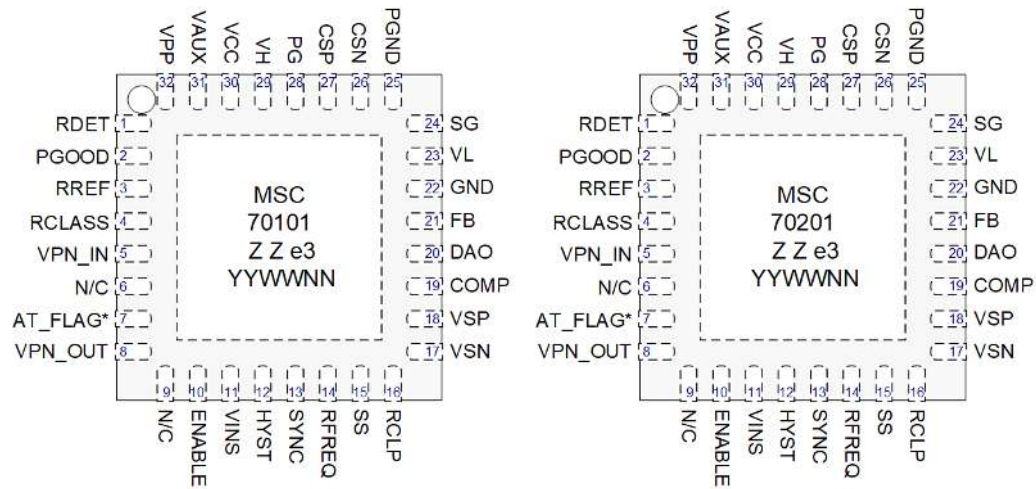 VPP VAUX VCC VH PG CSP CSN PGND
32 31 30 29 28 27 26 25
RDET 1
PGOOD 2
RREF 3
RCLASS 4
VPN_IN 5
N/C 6
AT_FLAG* 7
VPN_OUT 8
MSC
70101
Z Z e3
YYWWNN
24 SG
23 VL
22 GND
21 FB
20 DAO
19 COMP
18 VSP
17 VSN
9 10 11 12 13 14 15 16
N/C ENABLE VINS HYST SYNC RFREQ SS RCLP
VPP VAUX VCC VH PG CSP CSN PGND
32 31 30 29 28 27 26 25
RDET 1
PGOOD 2
RREF 3
RCLASS 4
VPN_IN 5
N/C 6
AT_FLAG* 7
VPN_OUT 8
MSC
70201
Z Z e3
YYWWNN
24 SG
23 VL
22 GND
21 FB
20 DAO
19 COMP
18 VSP
17 VSN
9 10 11 12 13 14 15 16
N/C ENABLE VINS HYST SYNC RFREQ SS RCLP